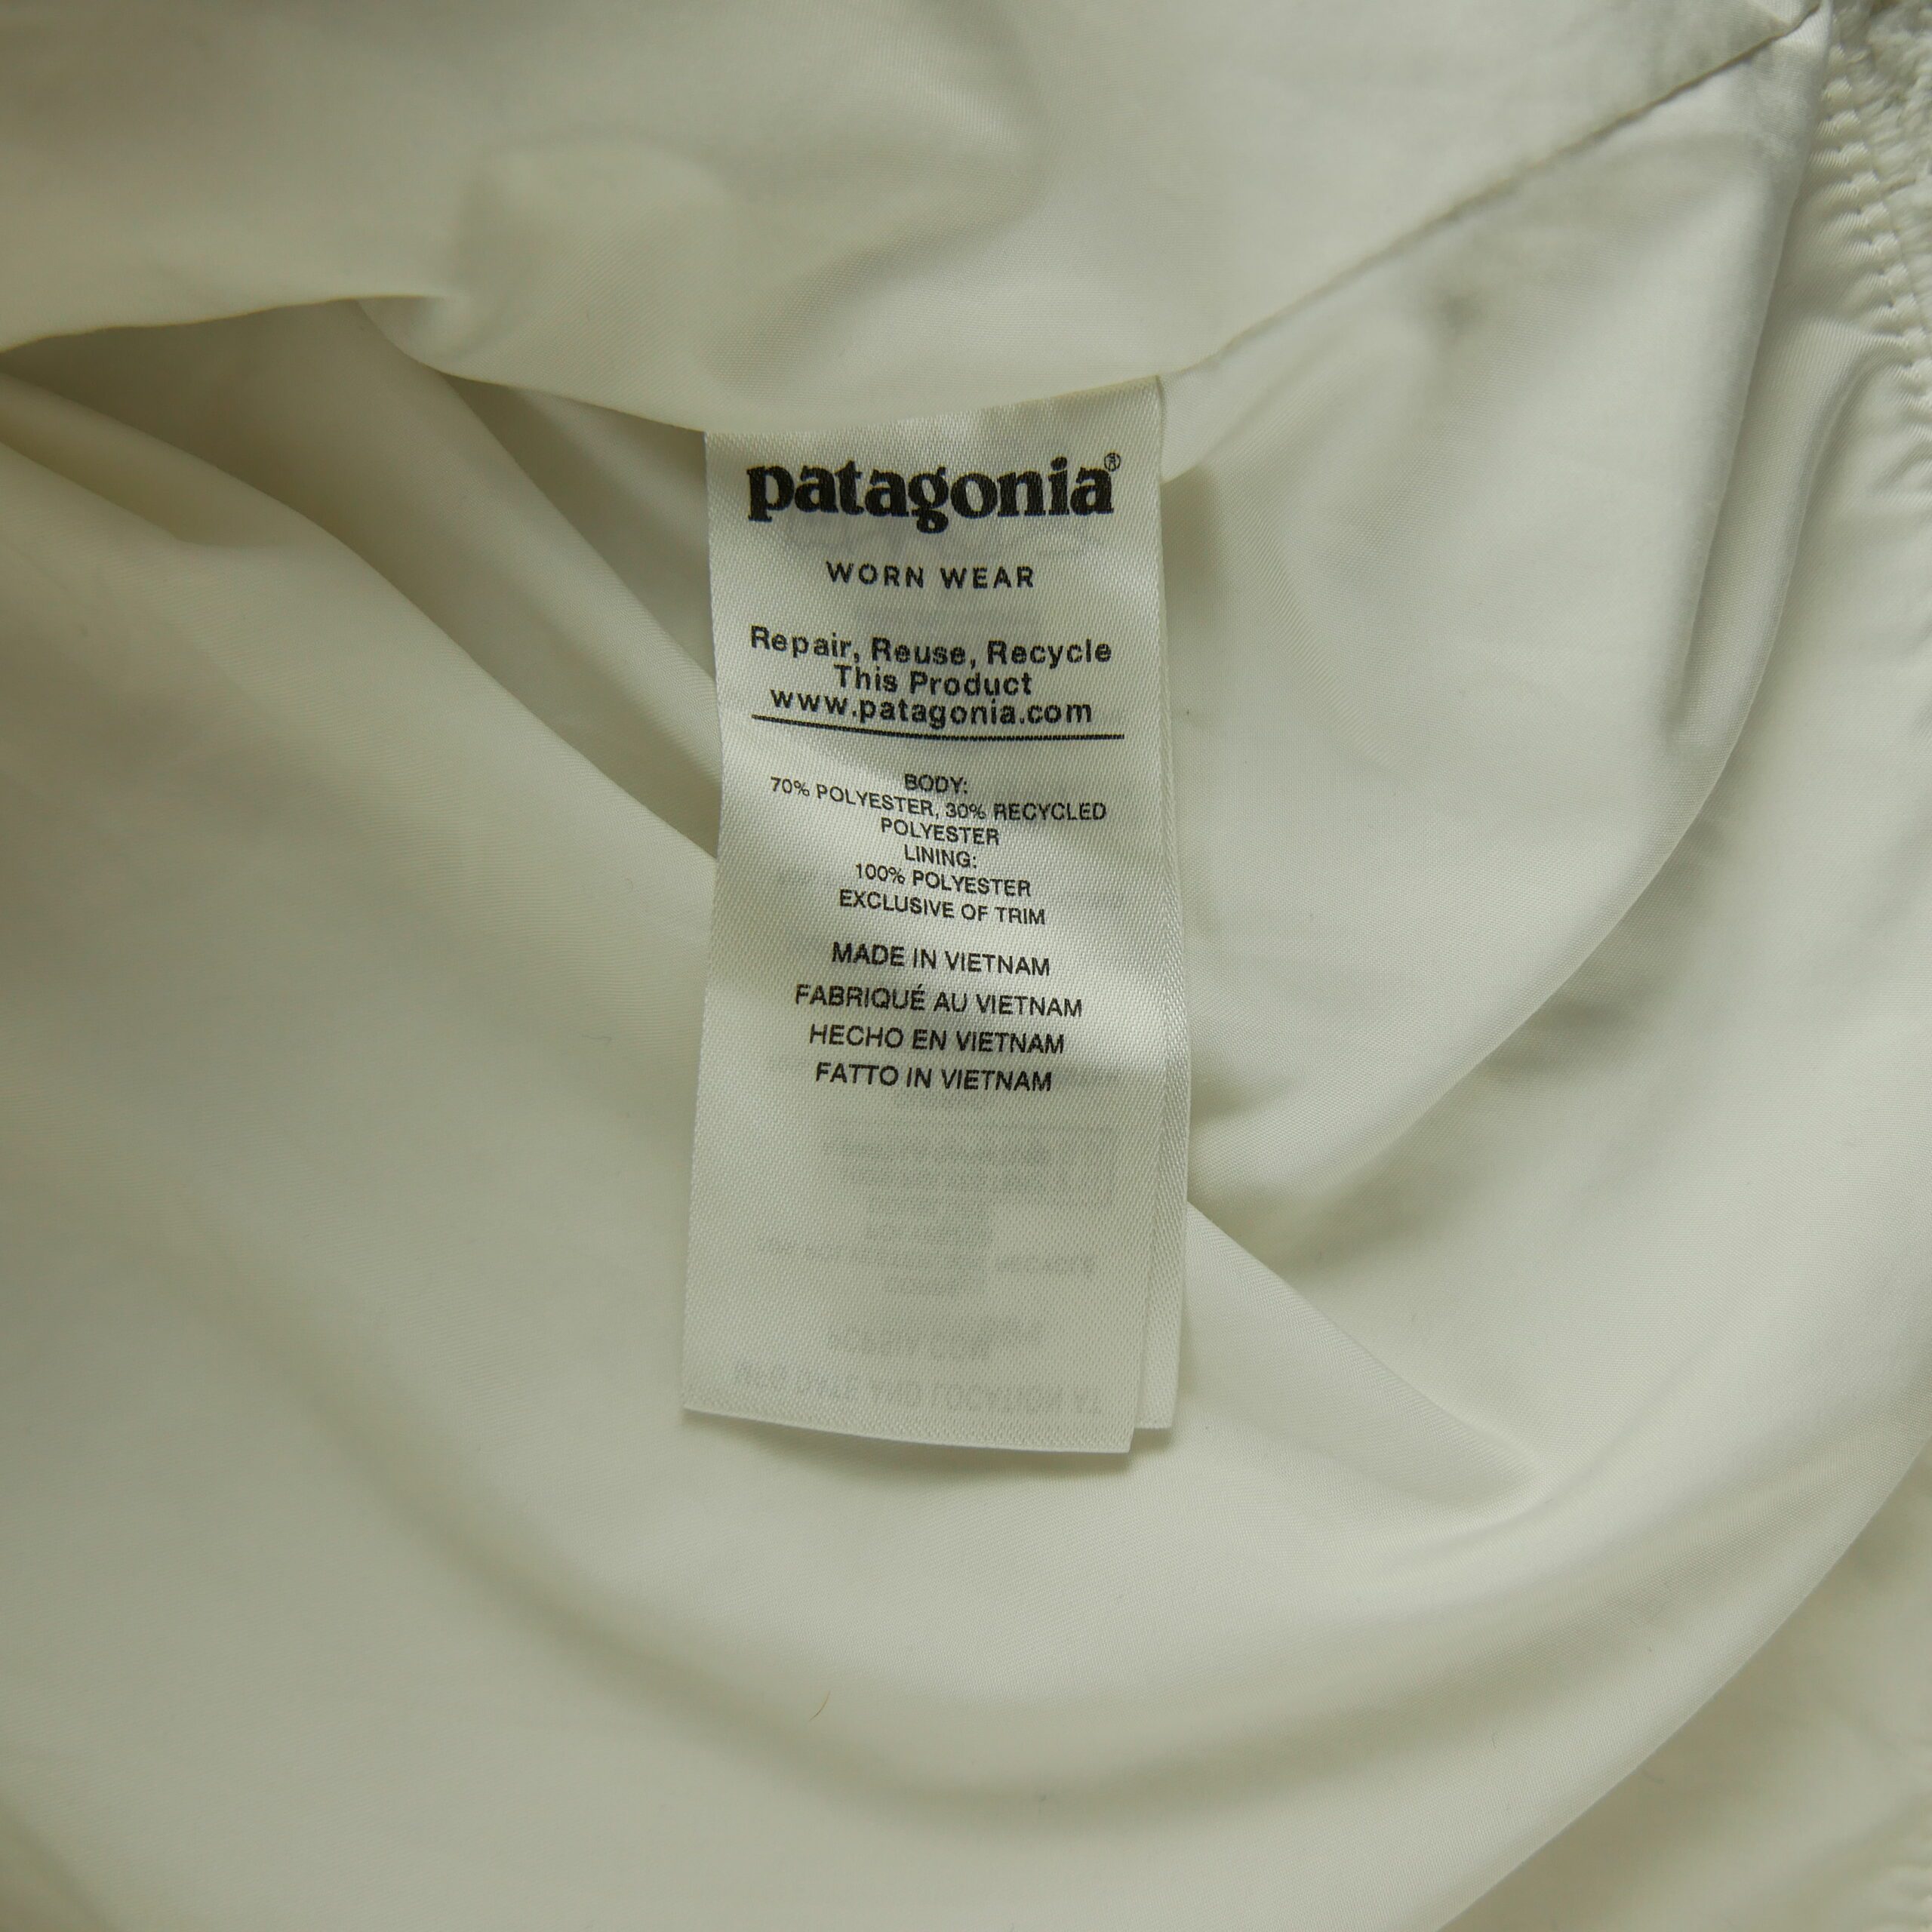 patagonia®
WORN WEAR
Repair, Reuse, Recycle
This Product
www.patagonia.com
BODY:
70% POLYESTER, 30% RECYCLED
POLYESTER
LINING:
100% POLYESTER
EXCLUSIVE OF TRIM
MADE IN VIETNAM
FABRIQUÉ AU VIETNAM
HECHO EN VIETNAM
FATTO IN VIETNAM